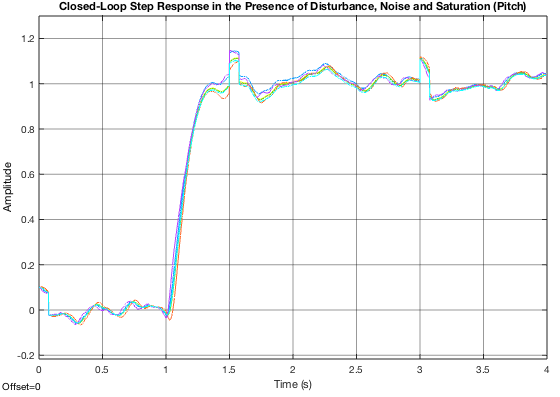 Closed-Loop Step Response in the Presence of Disturbance, Noise and Saturation (Pitch)
1.2
1
0.8
0.6
0.4
0.2
0
-0.2
Amplitude
0 0.5 1 1.5 2 2.5 3 3.5 4
Time (s)
Offset=0